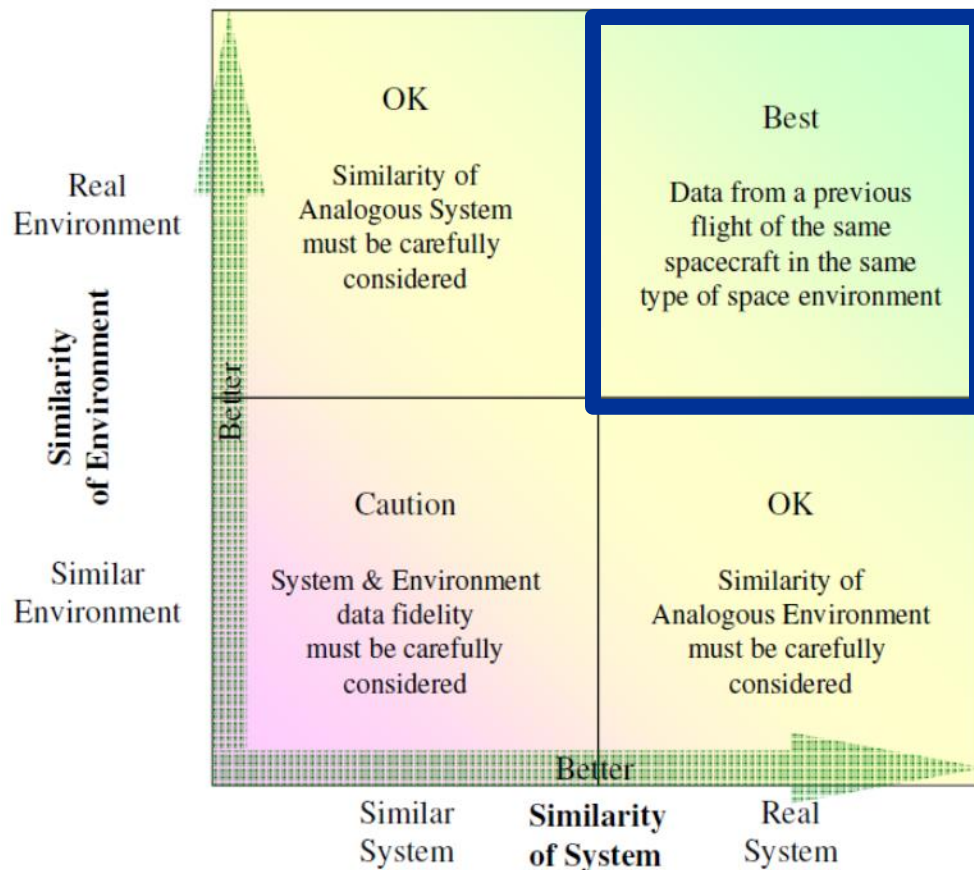 OK
Similarity of
Analogous System
must be carefully
considered
Best
Data from a previous
flight of the same
spacecraft in the same
type of space environment
Real
Environment
Similarity
of Environment
Better
Similar
Environment
Caution
System & Environment
data fidelity
must be carefully
considered
OK
Similarity of
Analogous Environment
must be carefully
considered
Better
Similar
System
Similarity
of System
Real
System